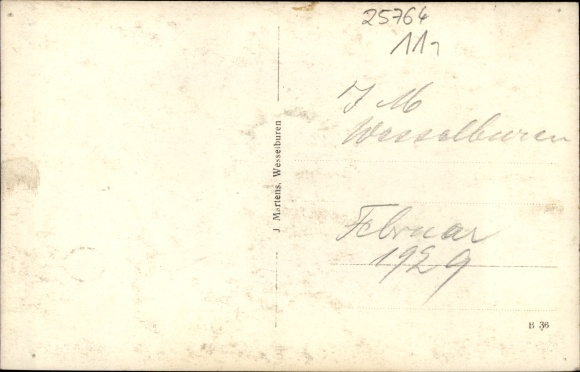 25764
11,
J M
Wesselburen
J. Martens, Wesselburen
Februar
1929
B 36